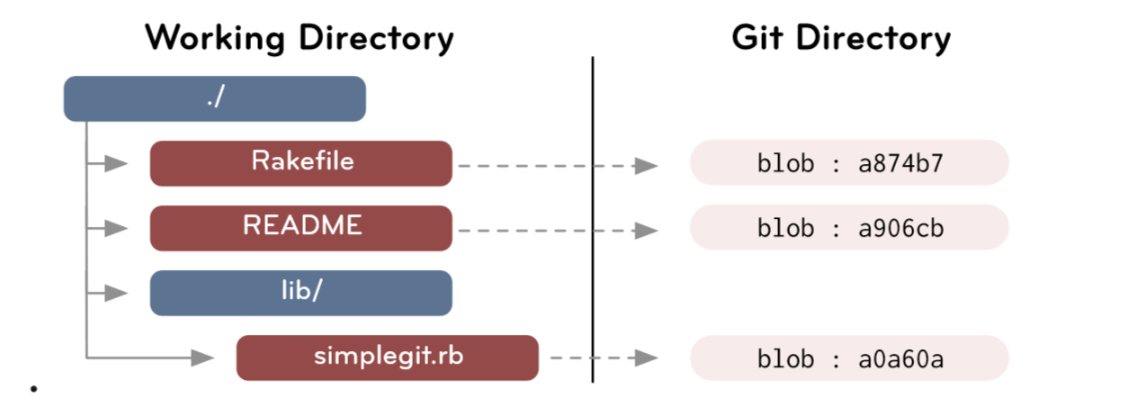 Working Directory
Git Directory
./
Rakefile
blob : a874b7
README
blob : a906cb
lib/
simplegit.rb
blob : a0a60a